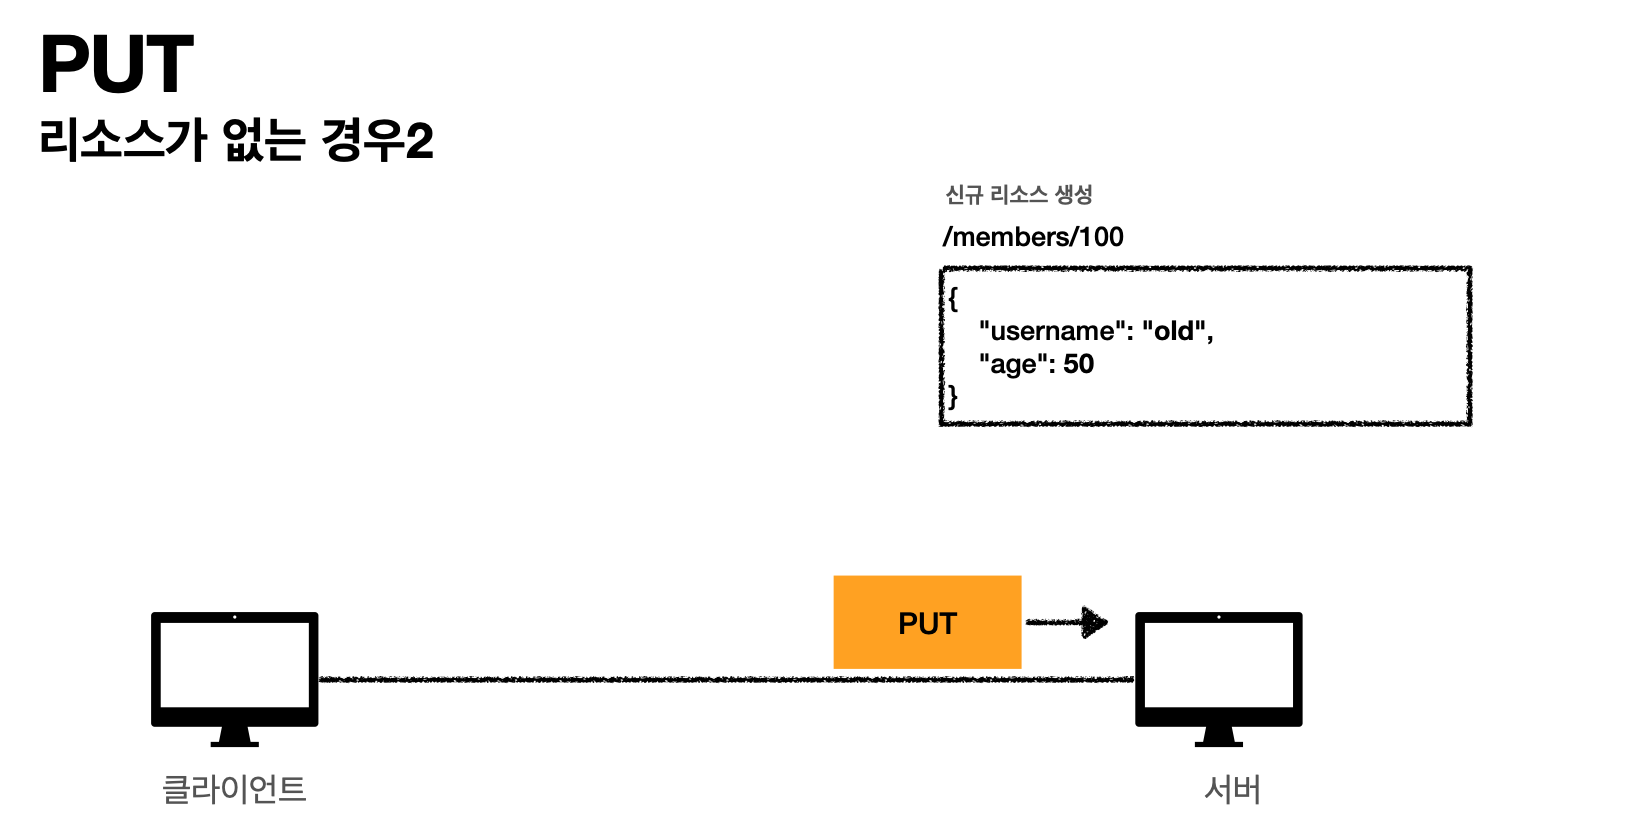 PUT
리소스가 없는 경우2
신규 리소스 생성
/members/100
{
"username": "old",
"age": 50
}
PUT
클라이언트
서버